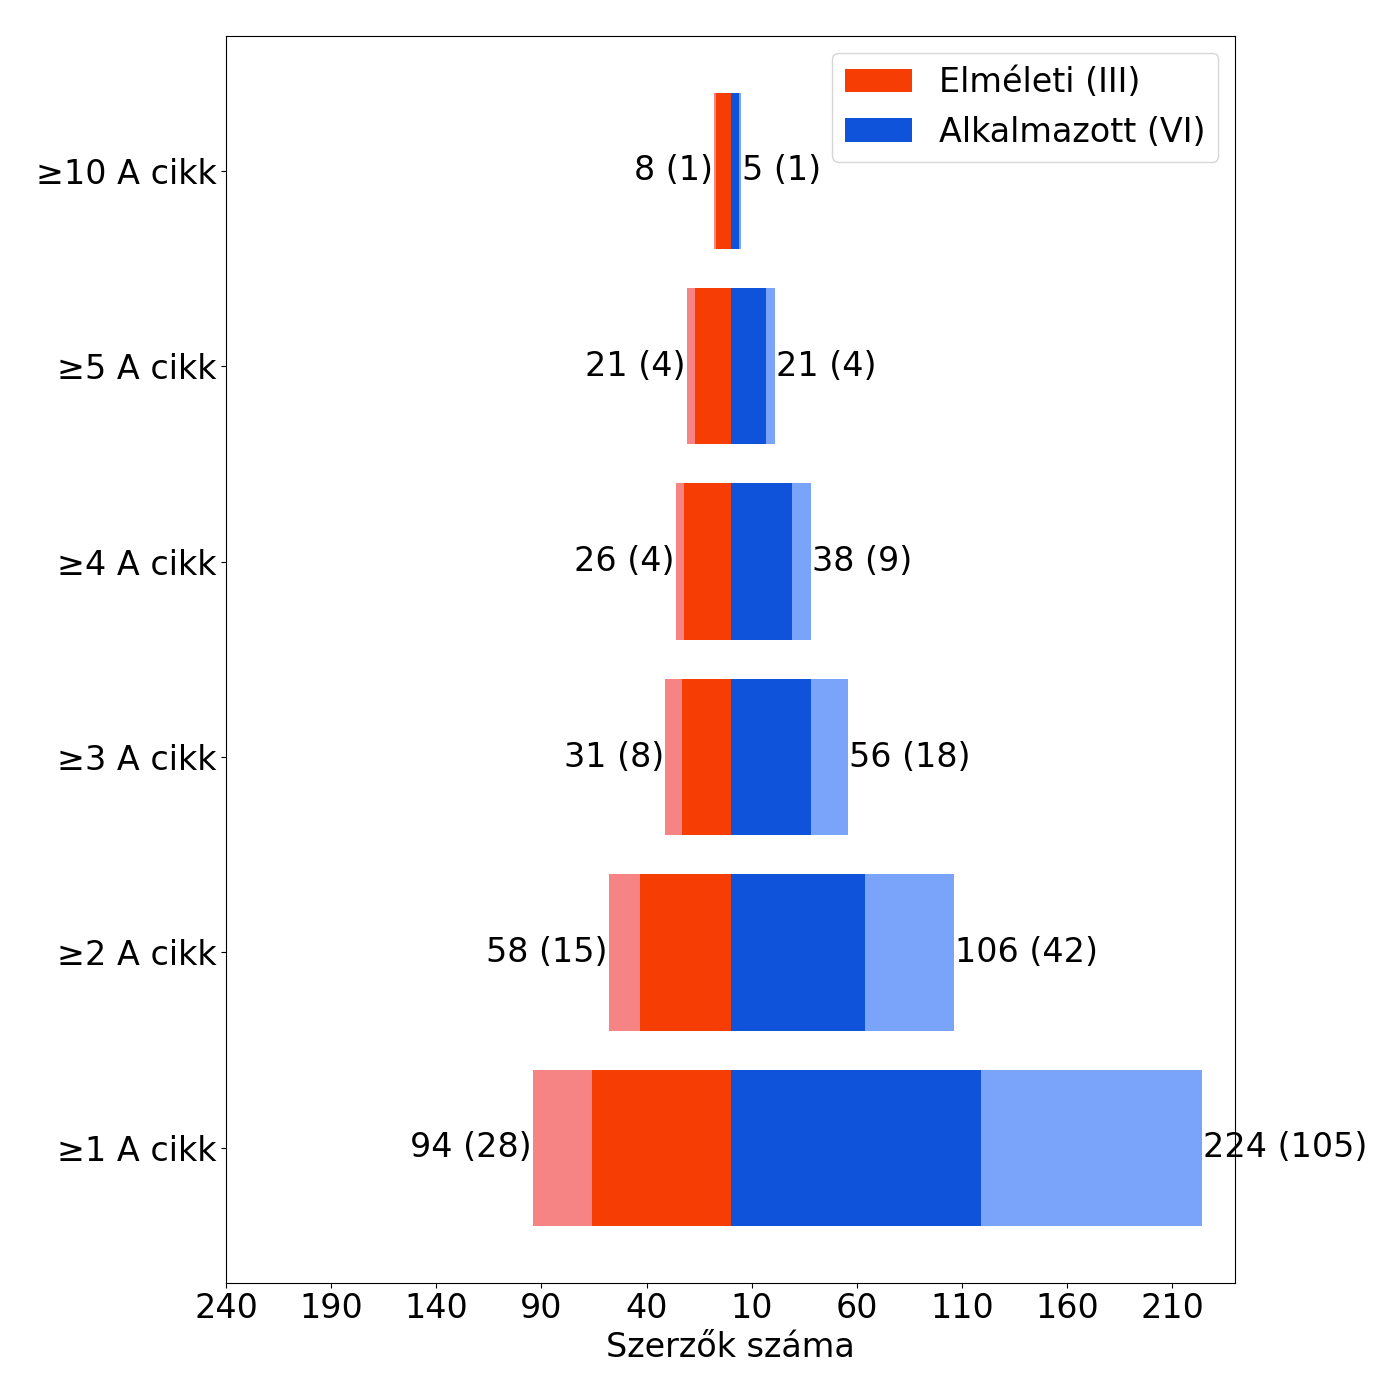 Elméleti (III)
Alkalmazott (VI)
≥10 A cikk
8 (1)
5 (1)
≥5 A cikk
21 (4)
21 (4)
≥4 A cikk
26 (4)
38 (9)
≥3 A cikk
31 (8)
56 (18)
≥2 A cikk
58 (15)
106 (42)
≥1 A cikk
94 (28)
224 (105)
240 190 140 90 40 10 60 110 160 210
Szerzők száma